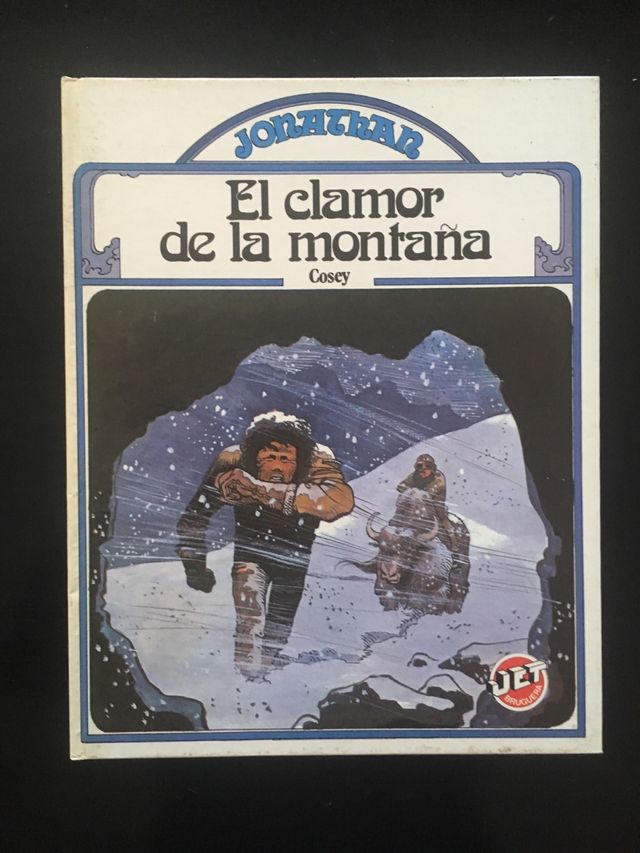 JONATHAN
El clamor
de la montaña
Cosey
JET
BRUGUERA